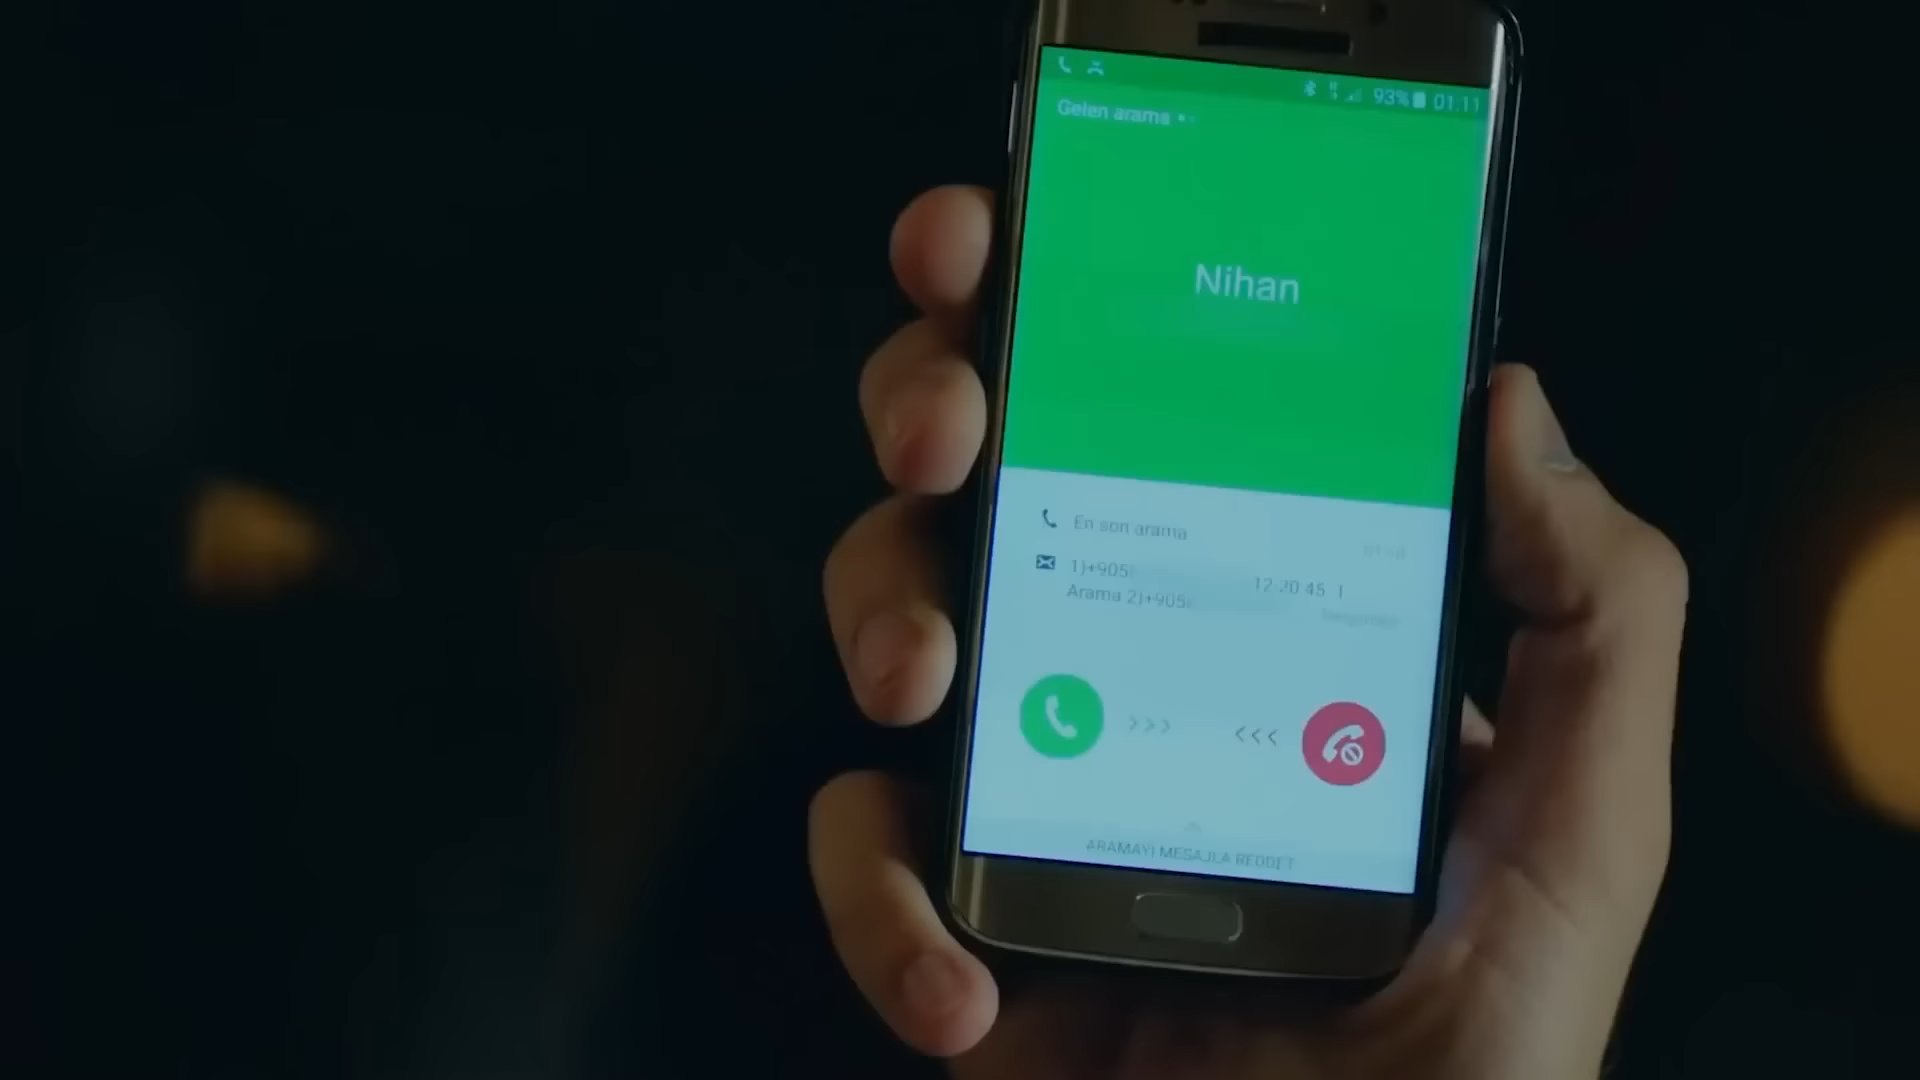 93% 01:11
Gelen arama
Nihan
En son arama
1)+905
12-20 45 1
Arama 2)+905
ARAMAYI MESAJLA REDDET